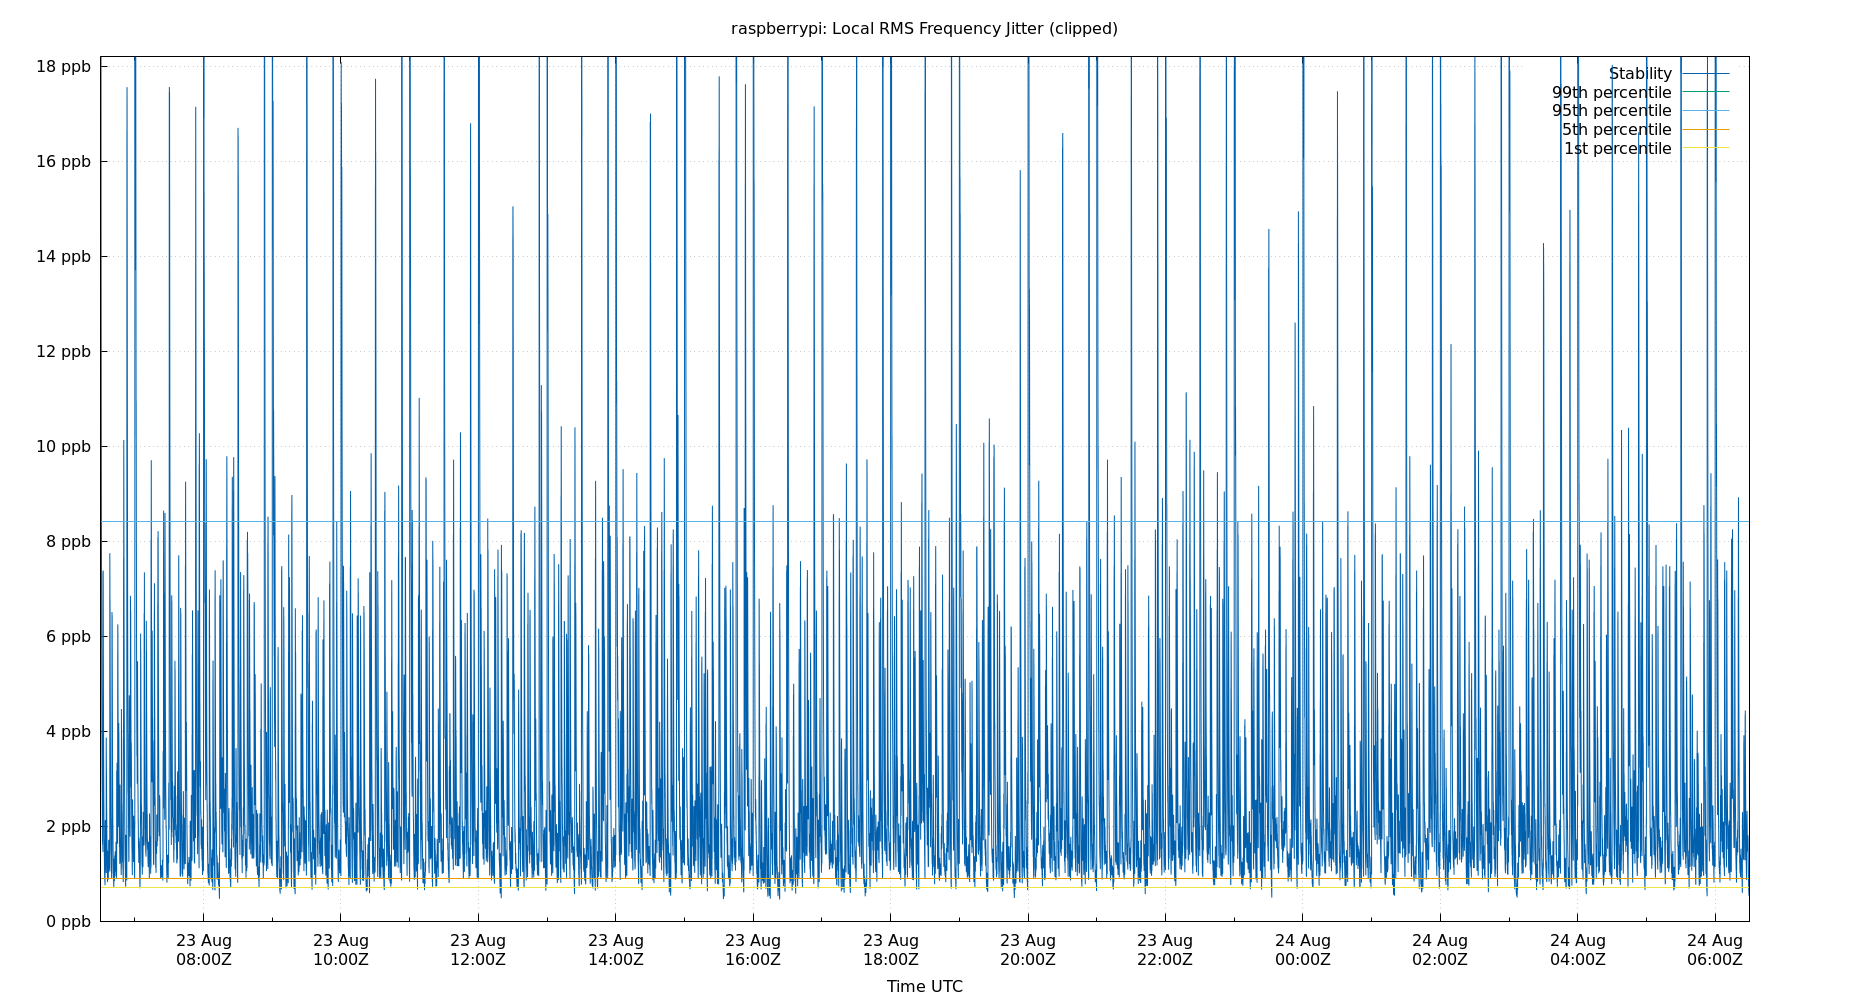 raspberrypi: Local RMS Frequency Jitter (clipped)
18 ppb
16 ppb
14 ppb
12 ppb
10 ppb
8 ppb
6 ppb
4 ppb
2 ppb
0 ppb
Stability
99th percentile
95th percentile
5th percentile
1st percentile
23 Aug 23 Aug 23 Aug 23 Aug 23 Aug 23 Aug 23 Aug 23 Aug 24 Aug 24 Aug 24 Aug 24 Aug
08:00Z 10:00Z 12:00Z 14:00Z 16:00Z 18:00Z 20:00Z 22:00Z 00:00Z 02:00Z 04:00Z 06:00Z
Time UTC